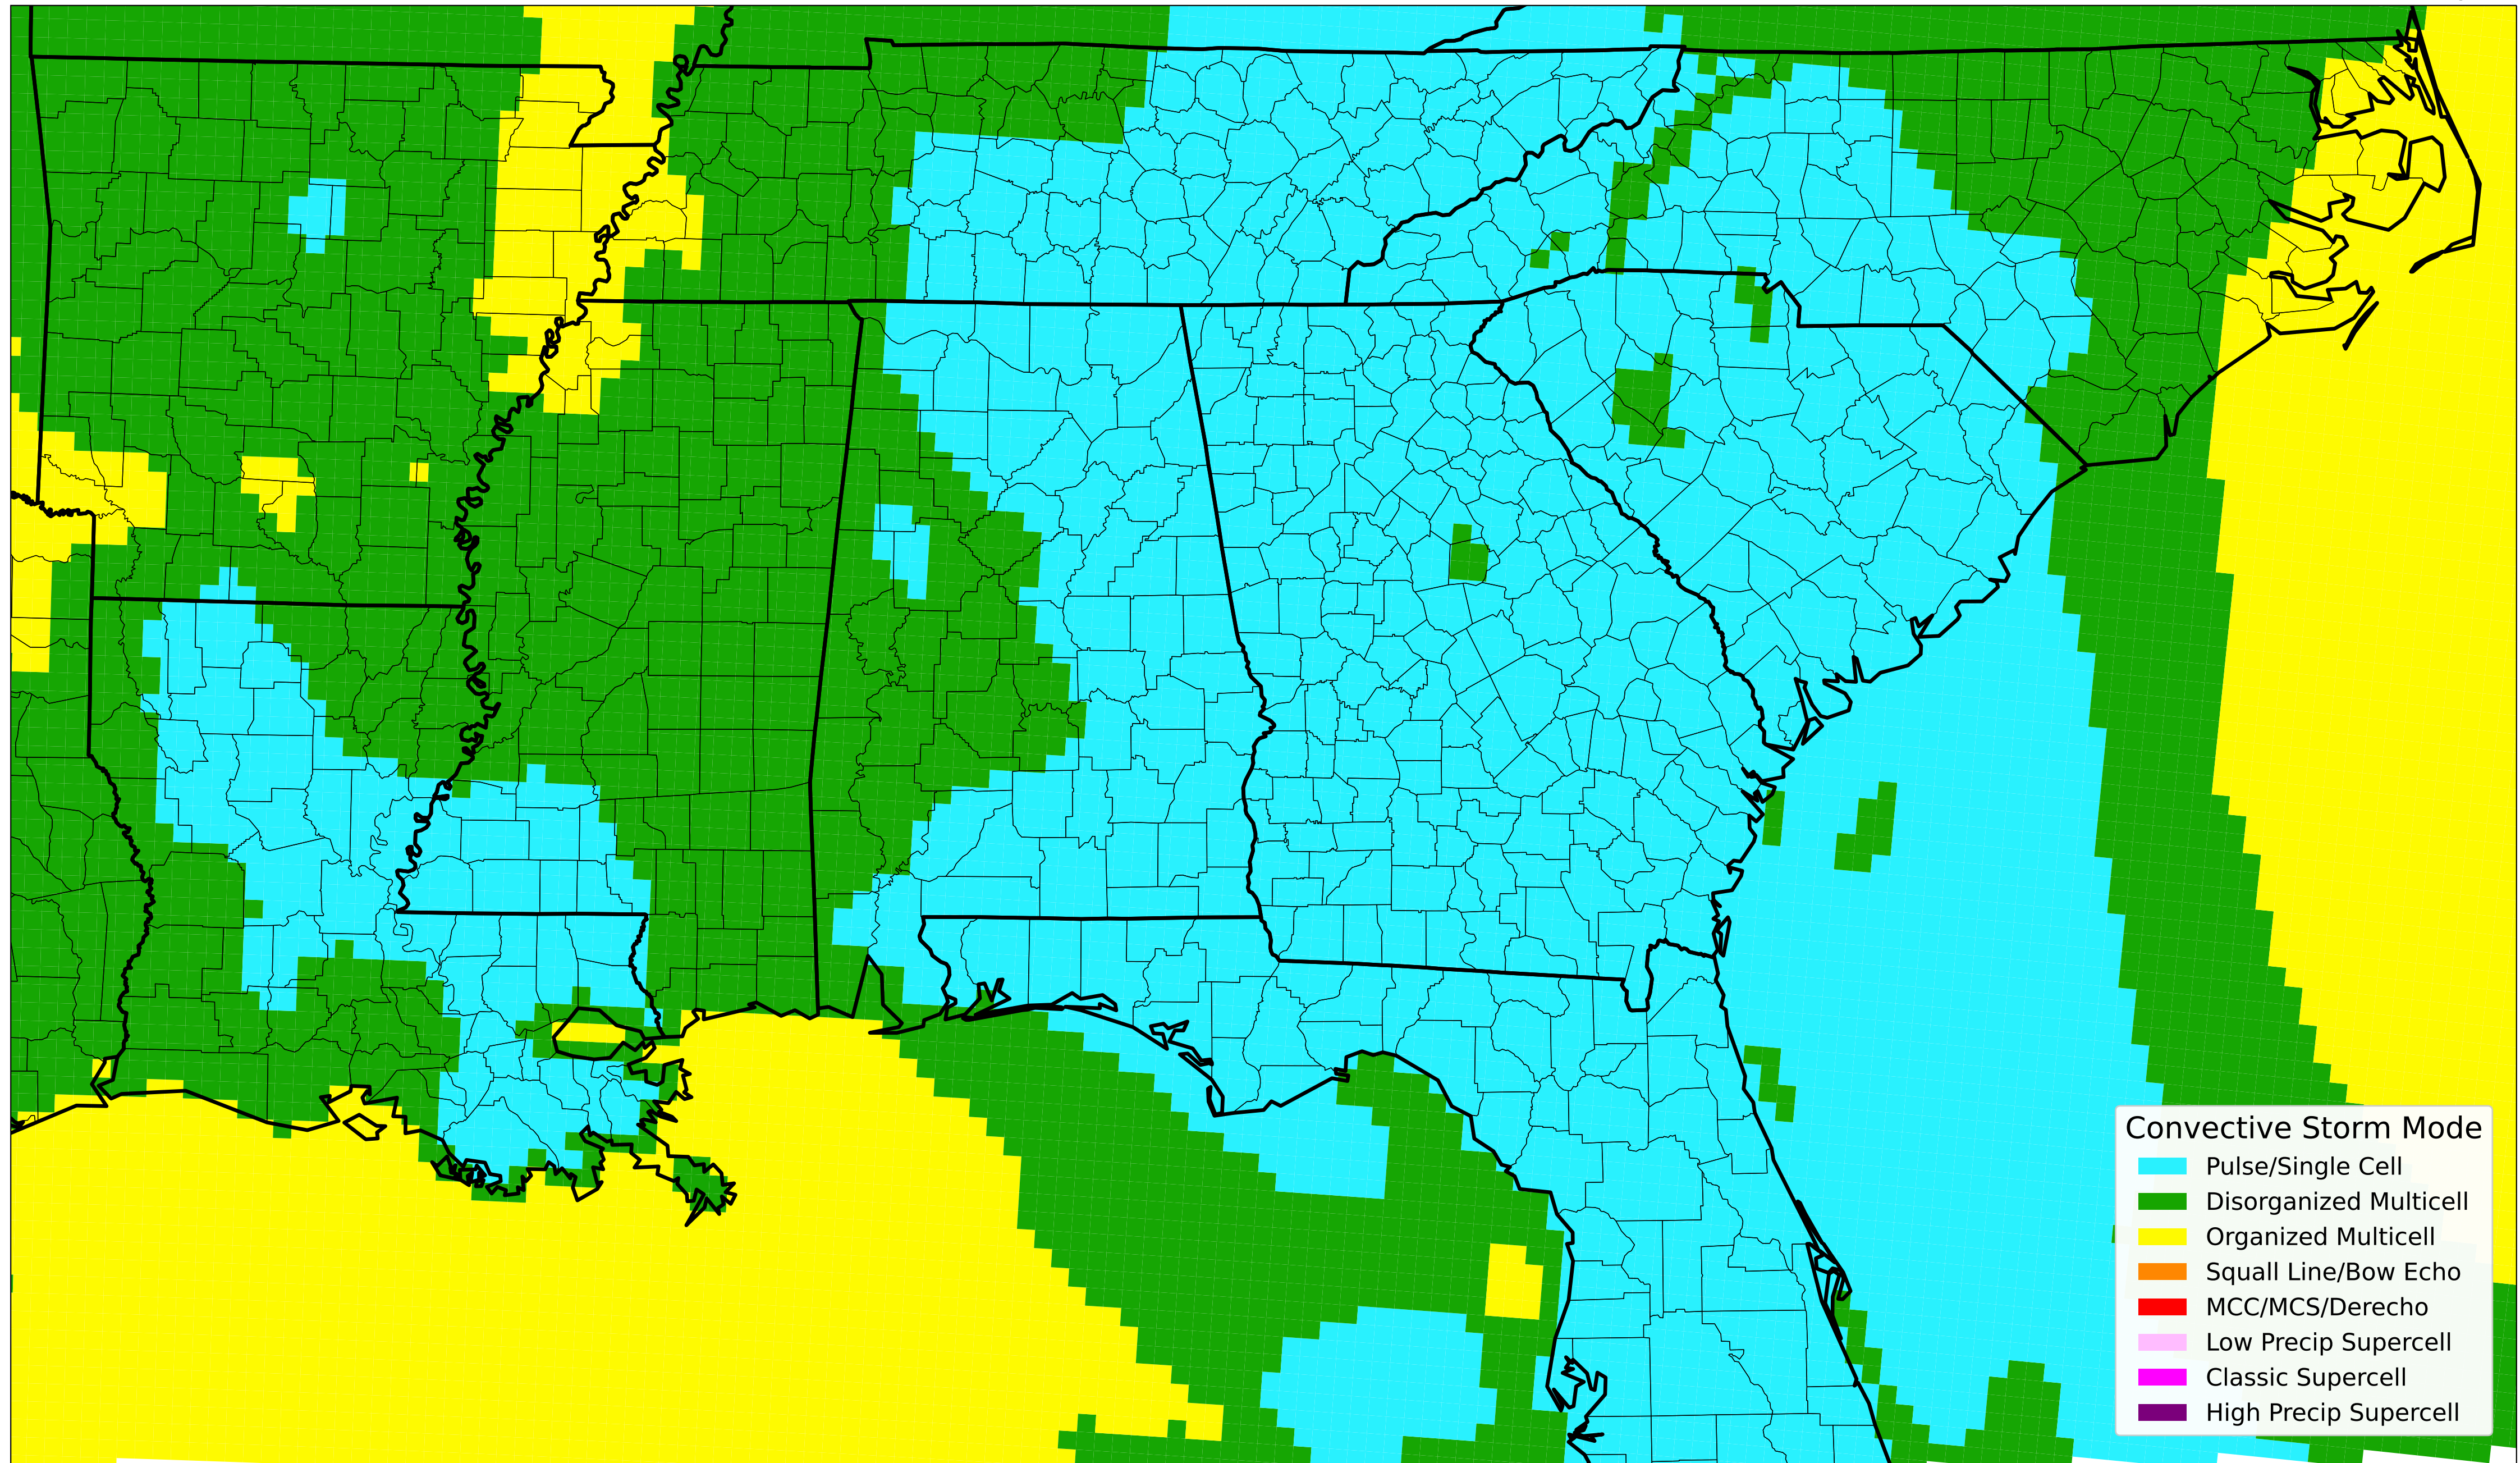 Convective Storm Mode
Pulse/Single Cell
Disorganized Multicell
Organized Multicell
Squall Line/Bow Echo
MCC/MCS/Derecho
Low Precip Supercell
Classic Supercell
High Precip Supercell